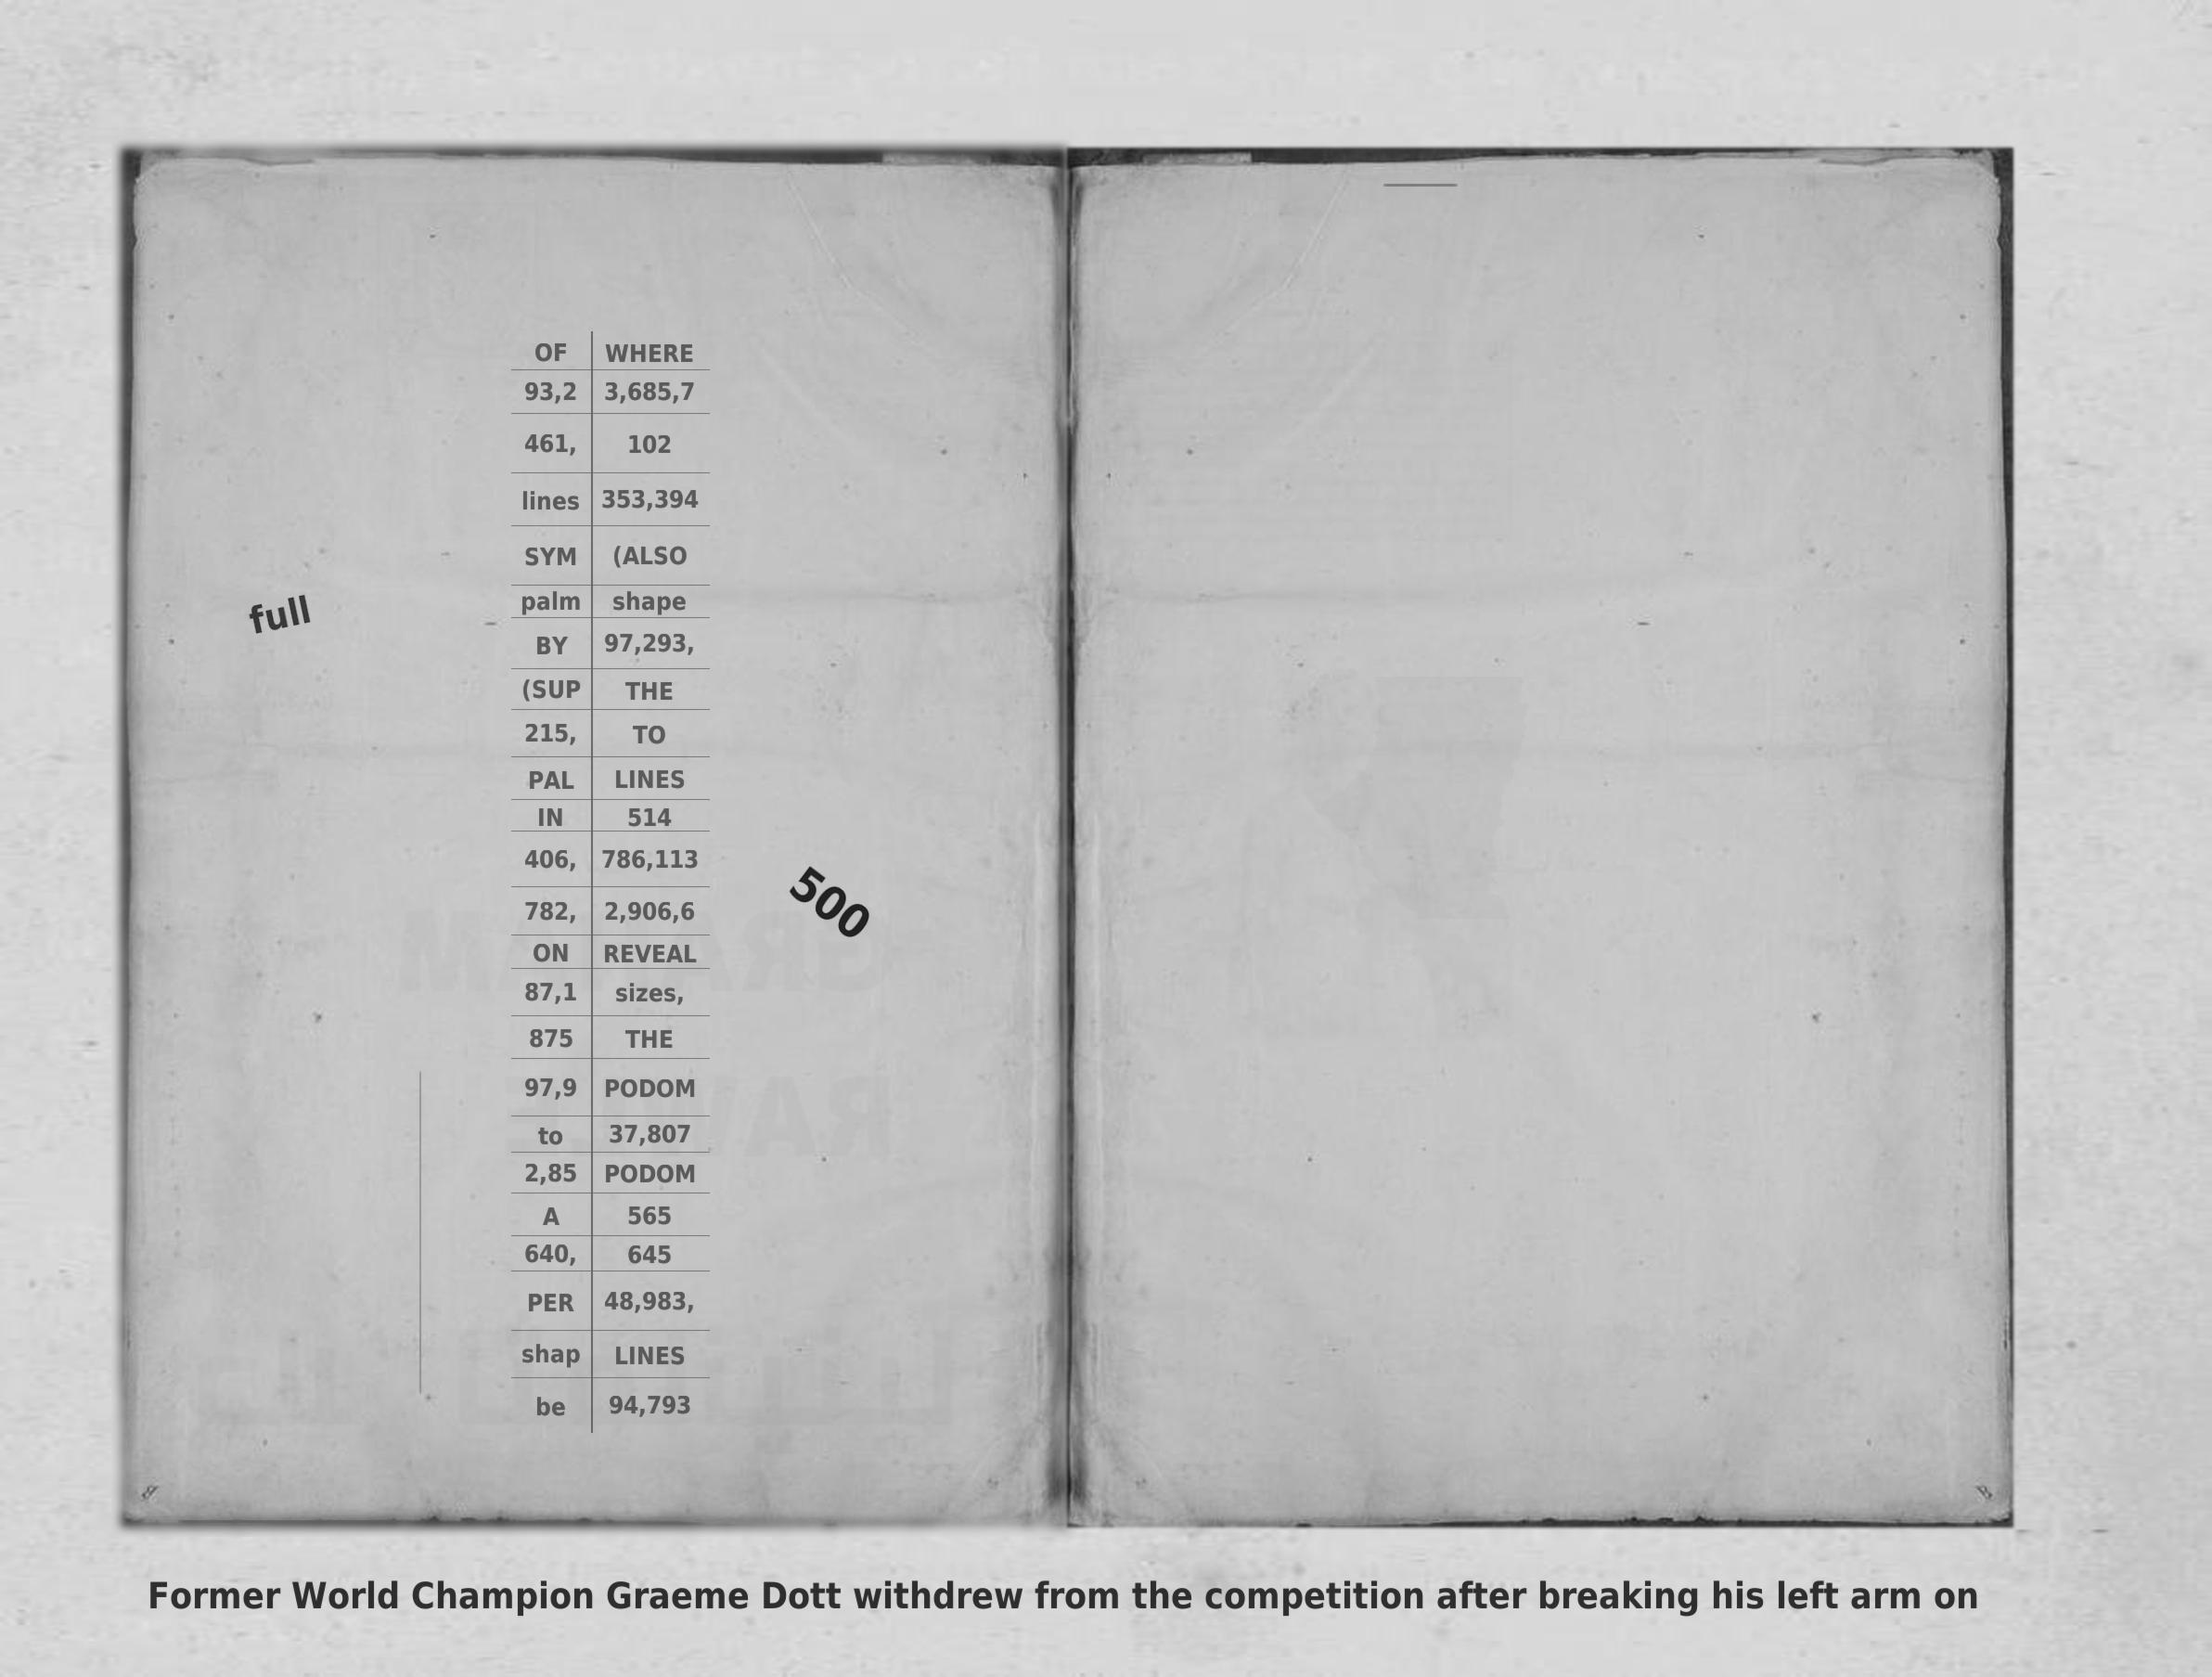 OF WHERE
93,2 3,685,7
461, 102
lines 353,394
SYM (ALSO
palm shape
BY 97,293,
(SUP THE
215, TO
PAL LINES
IN 514
406, 786,113
782, 2,906,6
ON REVEAL
87,1 sizes,
875 THE
97,9 PODOM
to 37,807
2,85 PODOM
A 565
640, 645
PER 48,983,
shap LINES
be 94,793
full
500
Former World Champion Graeme Dott withdrew from the competition after breaking his left arm on